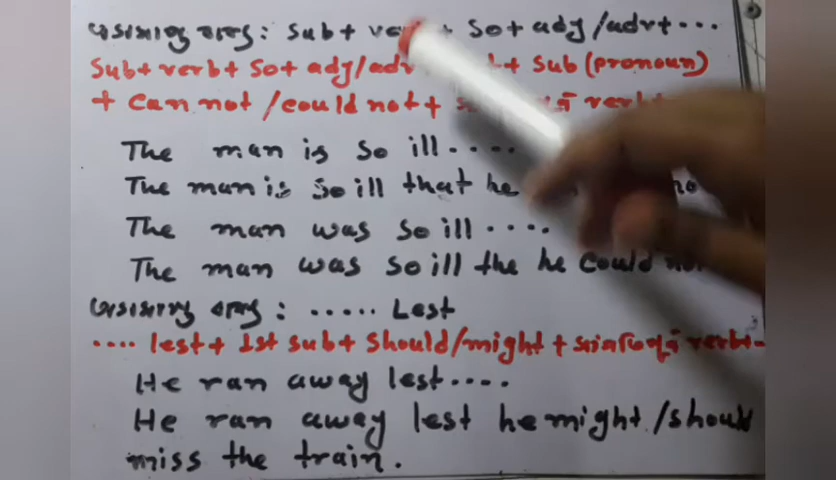 থাকলে : Sub + So + adj/adv + ...
Sub + verb + So + adj/adv + Sub (pronoun)
+ Can not / could not + verb +
The man is so ill ....
The man is so ill that he no
The man was so ill ....
The man was so ill the he could not
: ..... Lest
.... lest + 1st sub + should/might + verb +
He ran away lest ....
He ran away lest he might / should
miss the train.